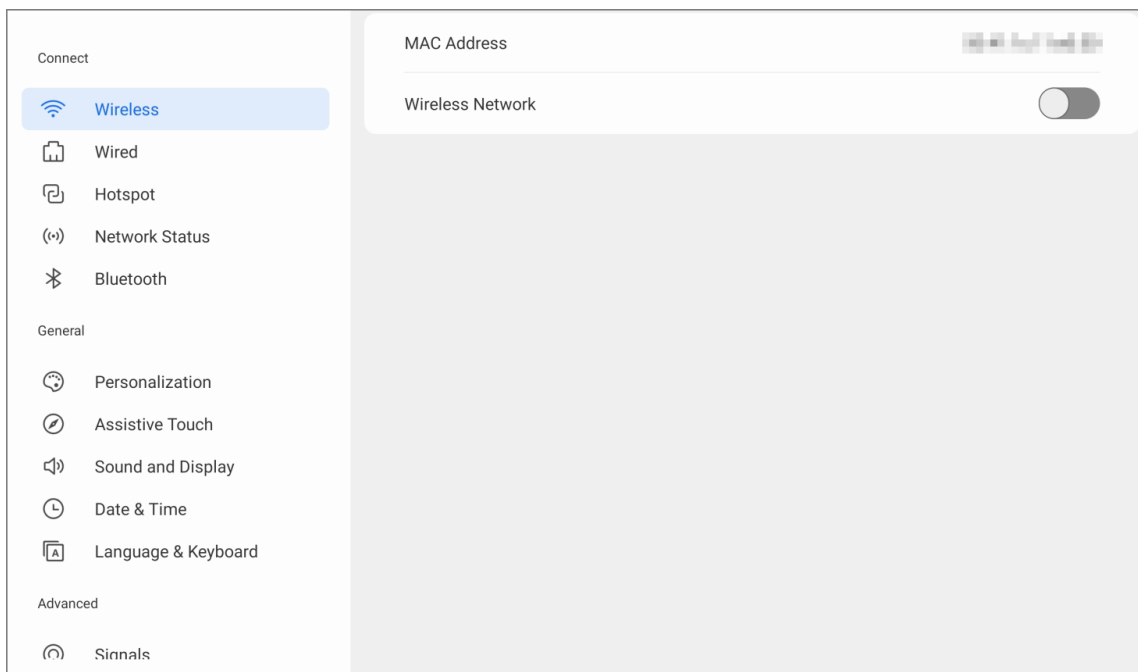 Connect
Wireless
Wired
Hotspot
Network Status
Bluetooth
General
Personalization
Assistive Touch
Sound and Display
Date & Time
Language & Keyboard
Advanced
Signals
MAC Address
Wireless Network